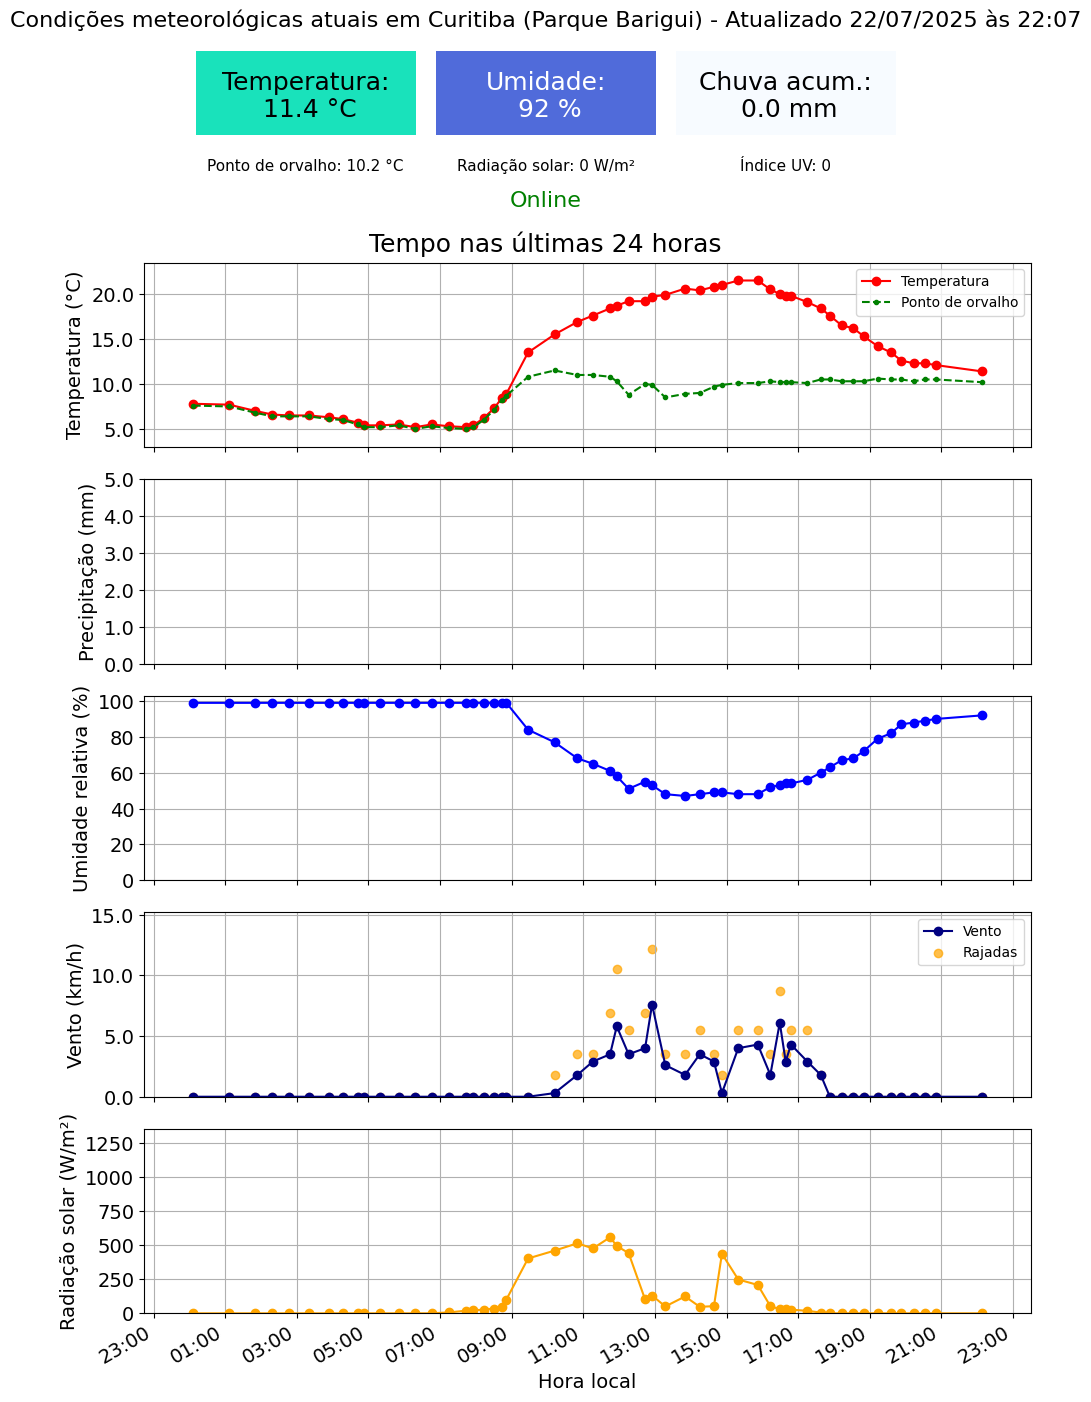 Condições meteorológicas atuais em Curitiba (Parque Barigui) - Atualizado 22/07/2025 às 22:07
Temperatura:
11.4 °C
Umidade:
92 %
Chuva acum.:
0.0 mm
Ponto de orvalho: 10.2 °C
Radiação solar: 0 W/m²
Índice UV: 0
Online
Tempo nas últimas 24 horas
Temperatura (°C)
20.0
15.0
10.0
5.0
Temperatura
Ponto de orvalho
Precipitação (mm)
5.0
4.0
3.0
2.0
1.0
0.0
Umidade relativa (%)
100
80
60
40
20
0
Vento (km/h)
15.0
10.0
5.0
0.0
Vento
Rajadas
Radiação solar (W/m²)
1250
1000
750
500
250
0
23:00
01:00
03:00
05:00
07:00
09:00
11:00
13:00
15:00
17:00
19:00
21:00
23:00
Hora local